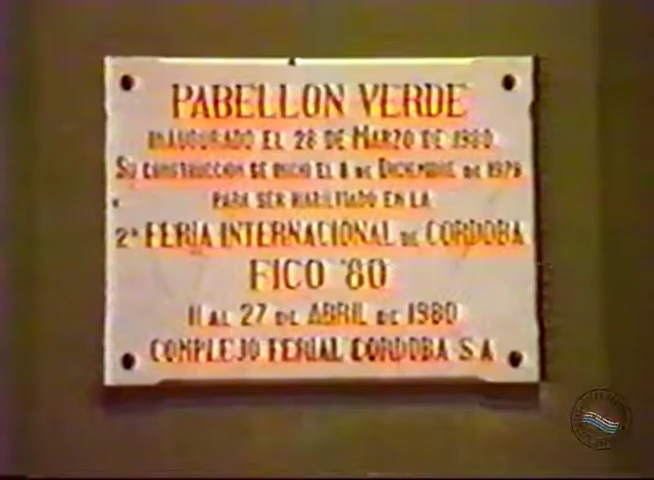 PABELLON VERDE
INAUGURADO EL 28 DE MARZO DE 1980
SU CONSTRUCCION SE INICIO EL 8 DE DICIEMBRE DE 1979
PARA SER HABILITADO EN LA
2ª FERIA INTERNACIONAL DE CORDOBA
FICO '80
11 AL 27 DE ABRIL DE 1980
COMPLEJO FERIAL CORDOBA S A